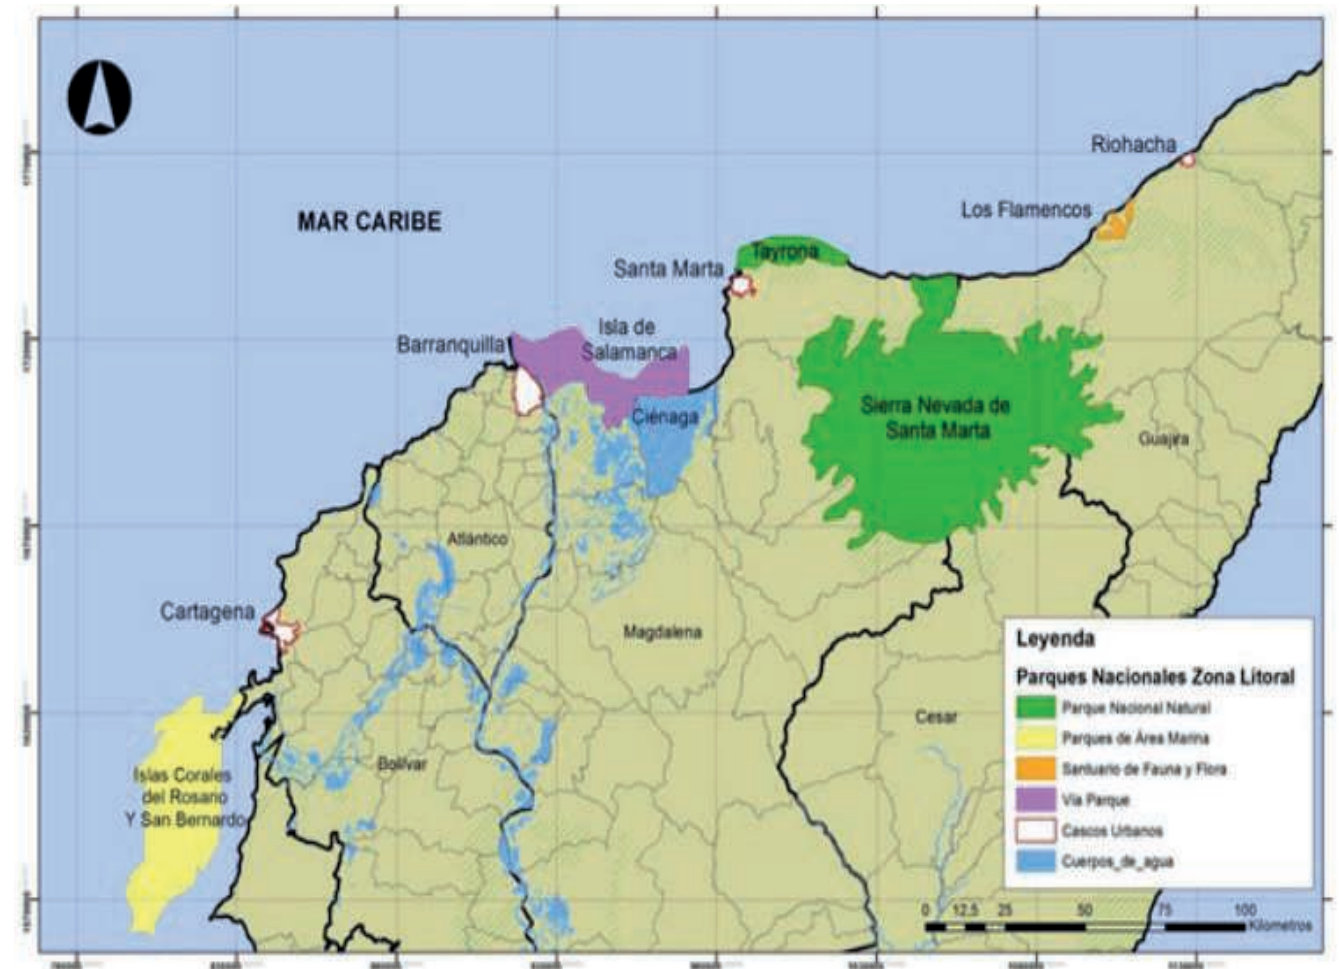 Riohacha
Los Flamencos
MAR CARIBE
Tayrona
Santa Marta
Isla de
Salamanca
Barranquilla
Ciénaga
Sierra Nevada de
Santa Marta
Guajira
Atlántico
Cartagena
Magdalena
Cesar
Bolívar
Islas Corales
del Rosario
Y San Bernardo
Leyenda
Parques Nacionales Zona Litoral
Parque Nacional Natural
Parques de Área Marina
Santuario de Fauna y Flora
Vía Parque
Cascos Urbanos
Cuerpos_de_agua
0 12,5 25 50 75 100
Kilometros